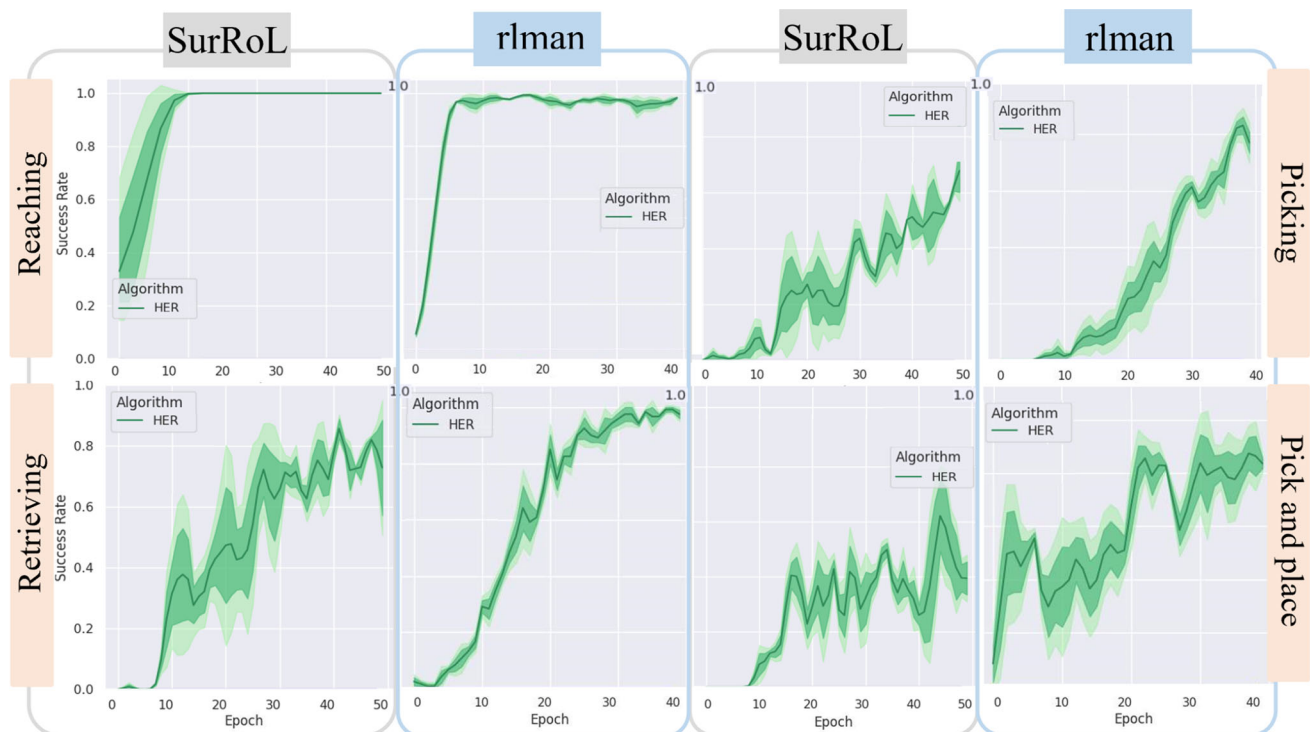 SurRoL
rlman
SurRoL
rlman
Reaching
Success Rate
1.0
0.8
0.6
0.4
0.2
0.0
Algorithm
HER
0 10 20 30 40 50
1.0
Algorithm
HER
0 10 20 30 40
1.0
Algorithm
HER
0 10 20 30 40 50
1.0
Algorithm
HER
0 10 20 30 40
Picking
Retrieving
Success Rate
1.0
0.8
0.6
0.4
0.2
0.0
Algorithm
HER
0 10 20 30 40 50
Epoch
1.0
Algorithm
HER
10 20 30 40
Epoch
1.0
Algorithm
HER
0 10 20 30 40 50
Epoch
1.0
Algorithm
HER
0 10 20 30 40
Epoch
Pick and place